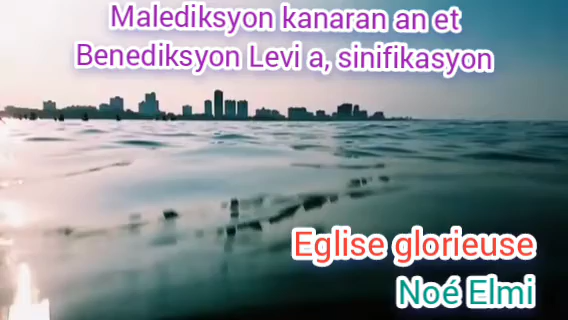 Malediksyon kanaran an et
Benediksyon Levi a, sinifikasyon
Eglise glorieuse
Noé Elmi